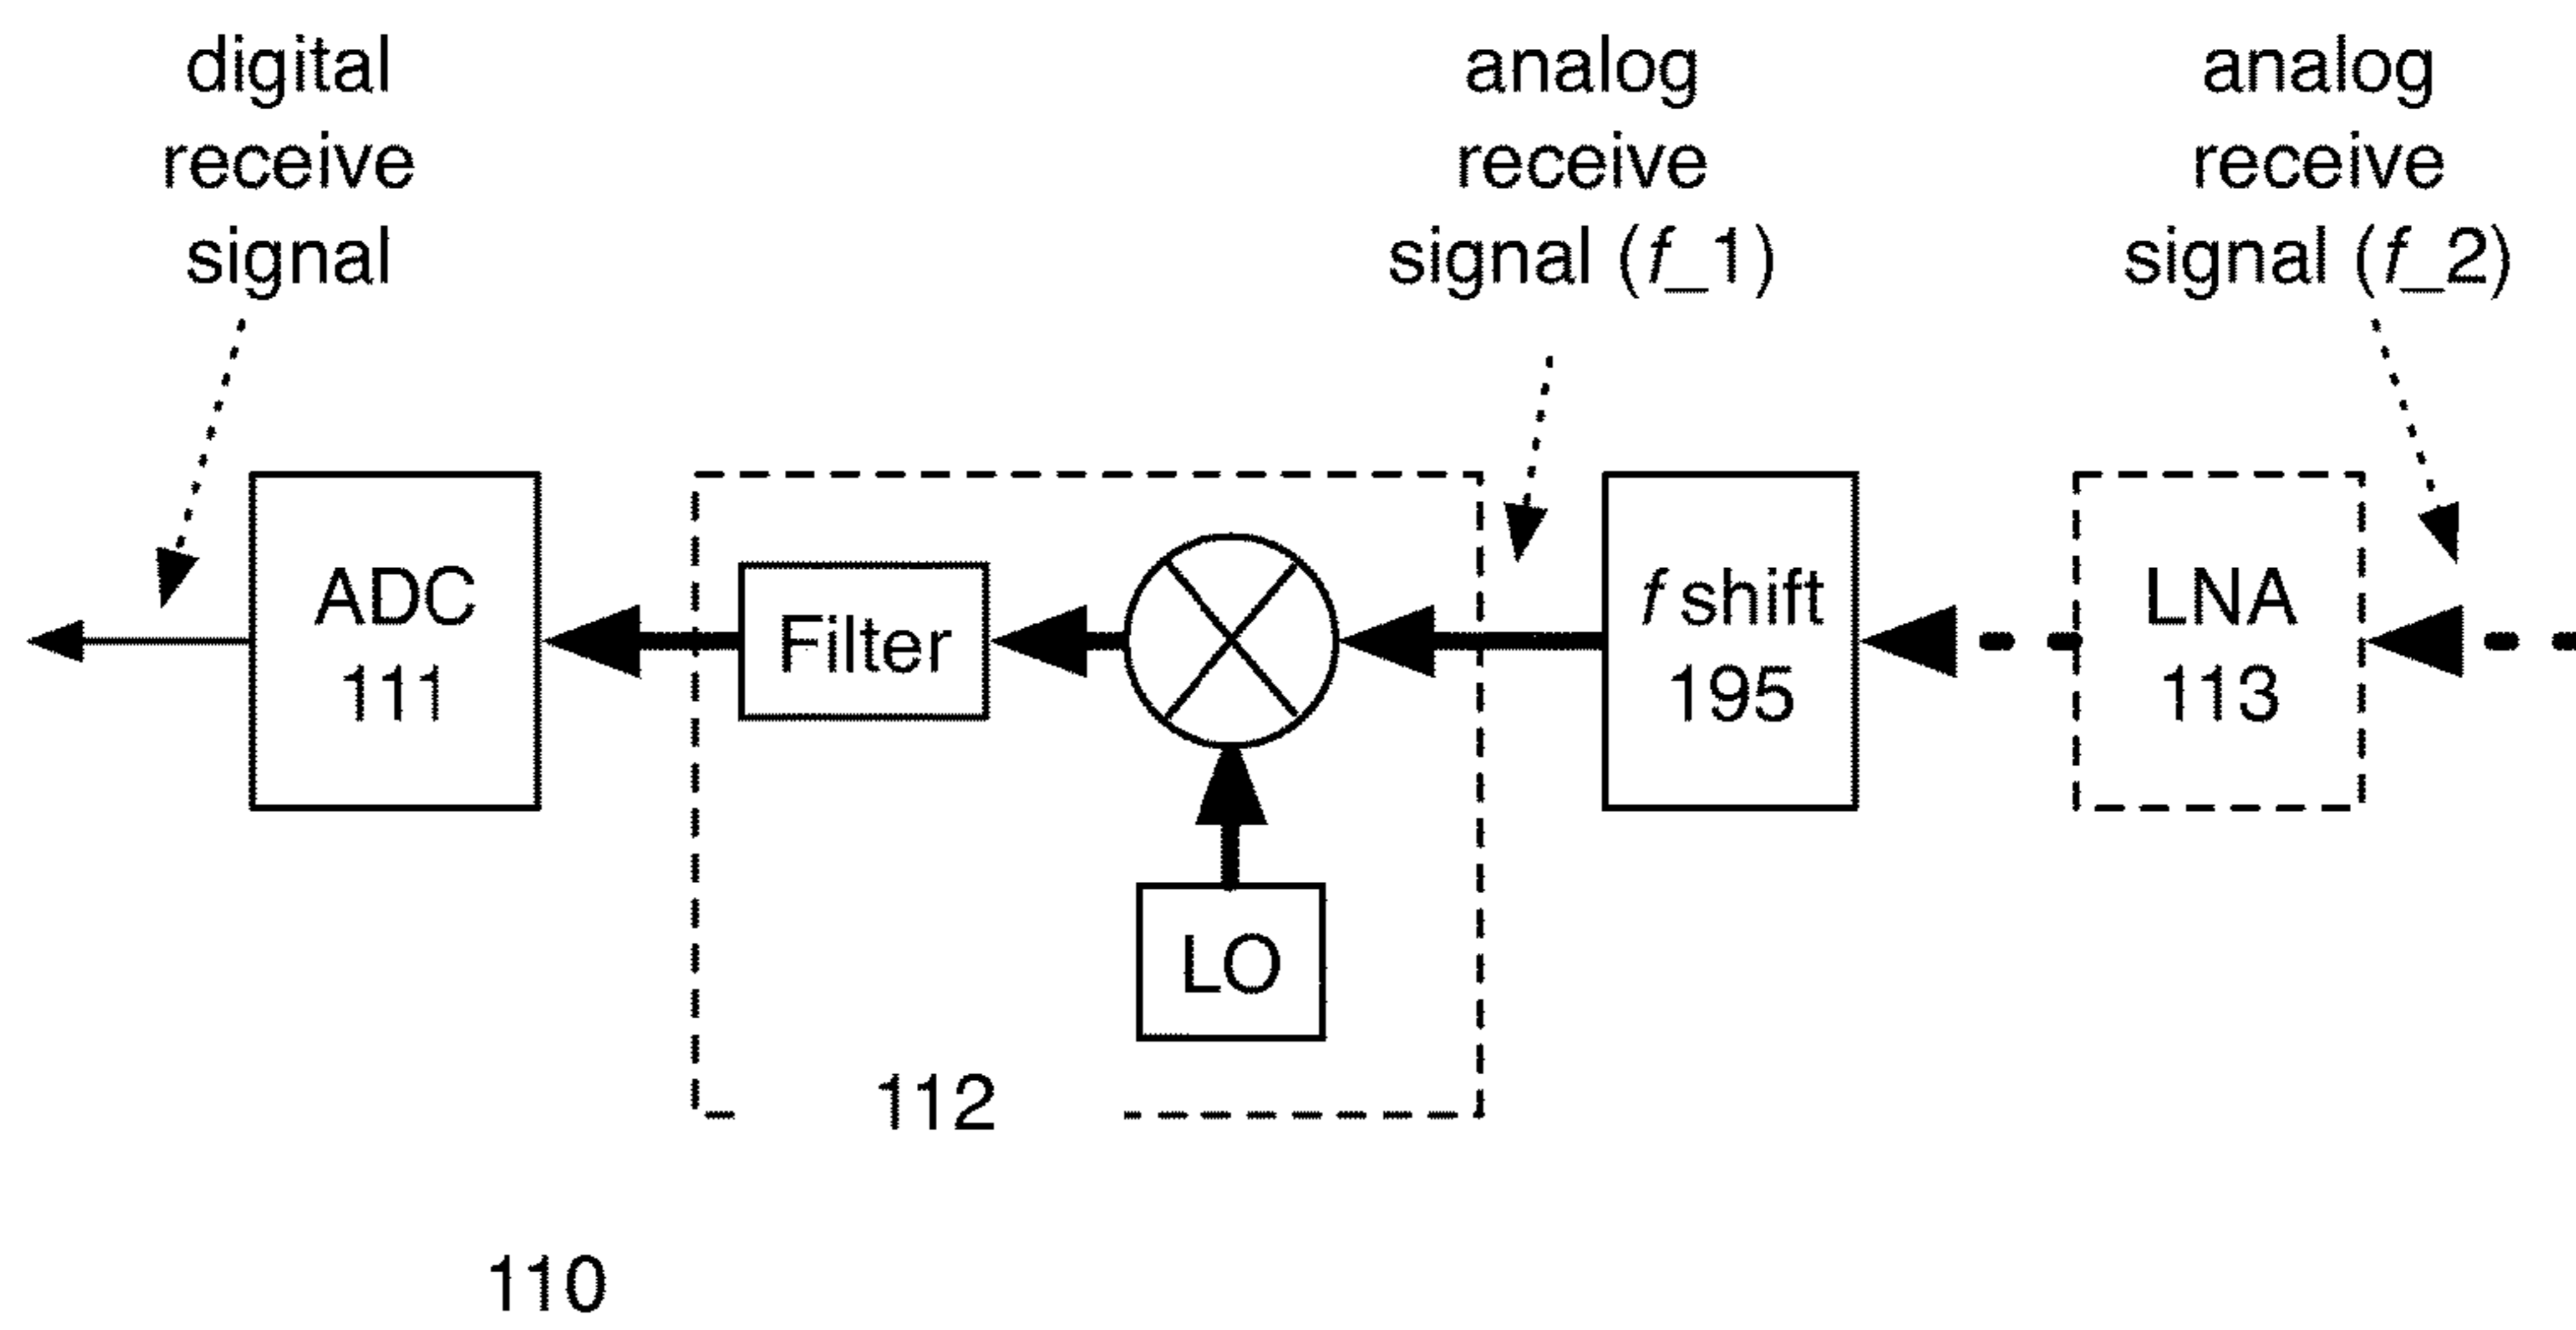 digital
receive
signal
analog
receive
signal (f_1)
analog
receive
signal (f_2)
ADC
111
Filter
f shift
195
LNA
113
LO
112
110